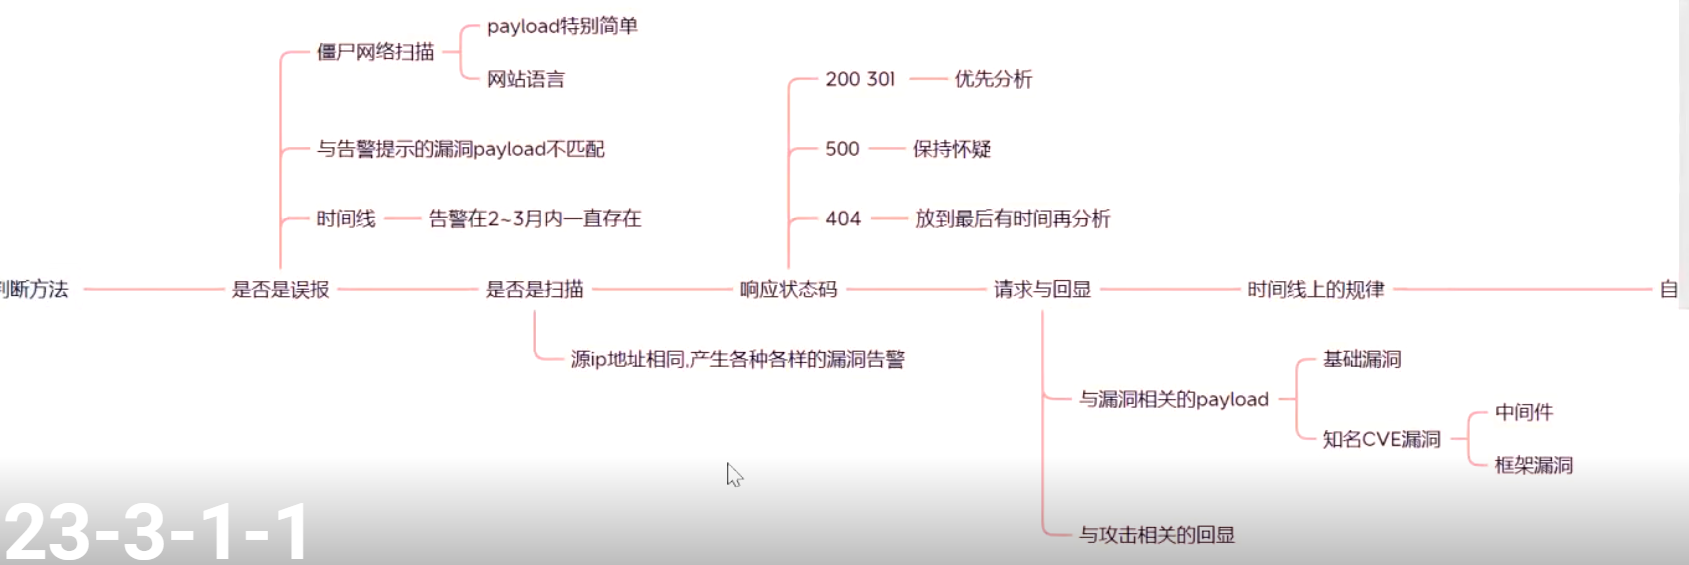 payload特别简单
僵尸网络扫描
网站语言
200 301
优先分析
与告警提示的漏洞payload不匹配
500
保持怀疑
时间线
告警在2~3月内一直存在
404
放到最后有时间再分析
判断方法
是否是误报
是否是扫描
响应状态码
请求与回显
时间线上的规律
自
源ip地址相同,产生各种各样的漏洞告警
基础漏洞
与漏洞相关的payload
中间件
知名CVE漏洞
框架漏洞
23-3-1-1
与攻击相关的回显